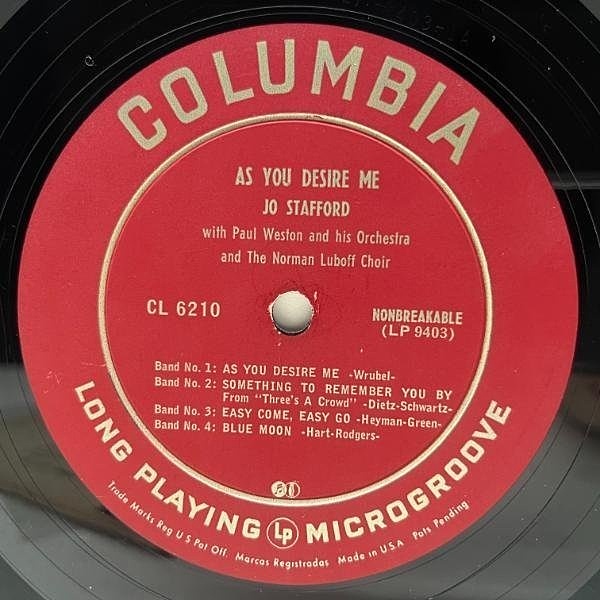 COLUMBIA
AS YOU DESIRE ME
JO STAFFORD
with Paul Weston and his Orchestra
and The Norman Luboff Choir
CL 6210
NONBREAKABLE
(LP 9403)
Band No. 1: AS YOU DESIRE ME -Wrubel-
Band No. 2: SOMETHING TO REMEMBER YOU BY
From "Three's A Crowd" -Dietz-Schwartz-
Band No. 3: EASY COME, EASY GO -Heyman-Green-
Band No. 4: BLUE MOON -Hart-Rodgers-
LONG PLAYING Lp MICROGROOVE
Trade Marks Reg U S Pat Off. Marcas Registradas Made in U.S.A Pats Pending